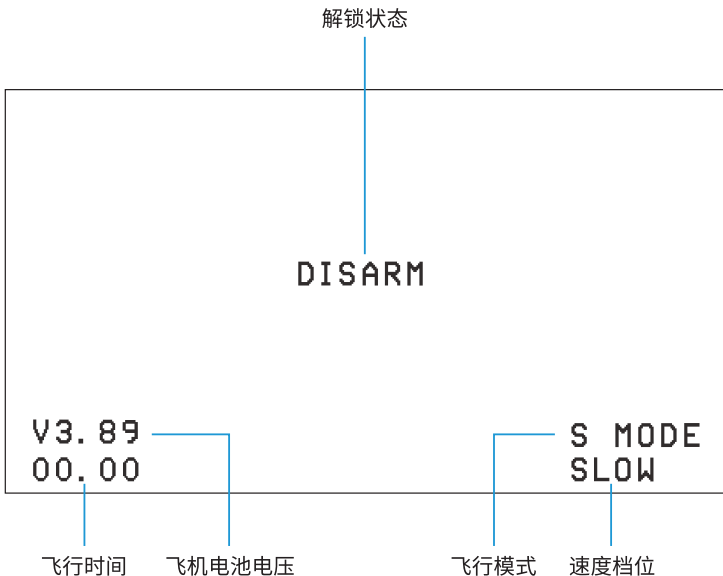 解锁状态
DISARM
V3.89
00.00
S MODE
SLOW
飞行时间
飞机电池电压
飞行模式
速度档位